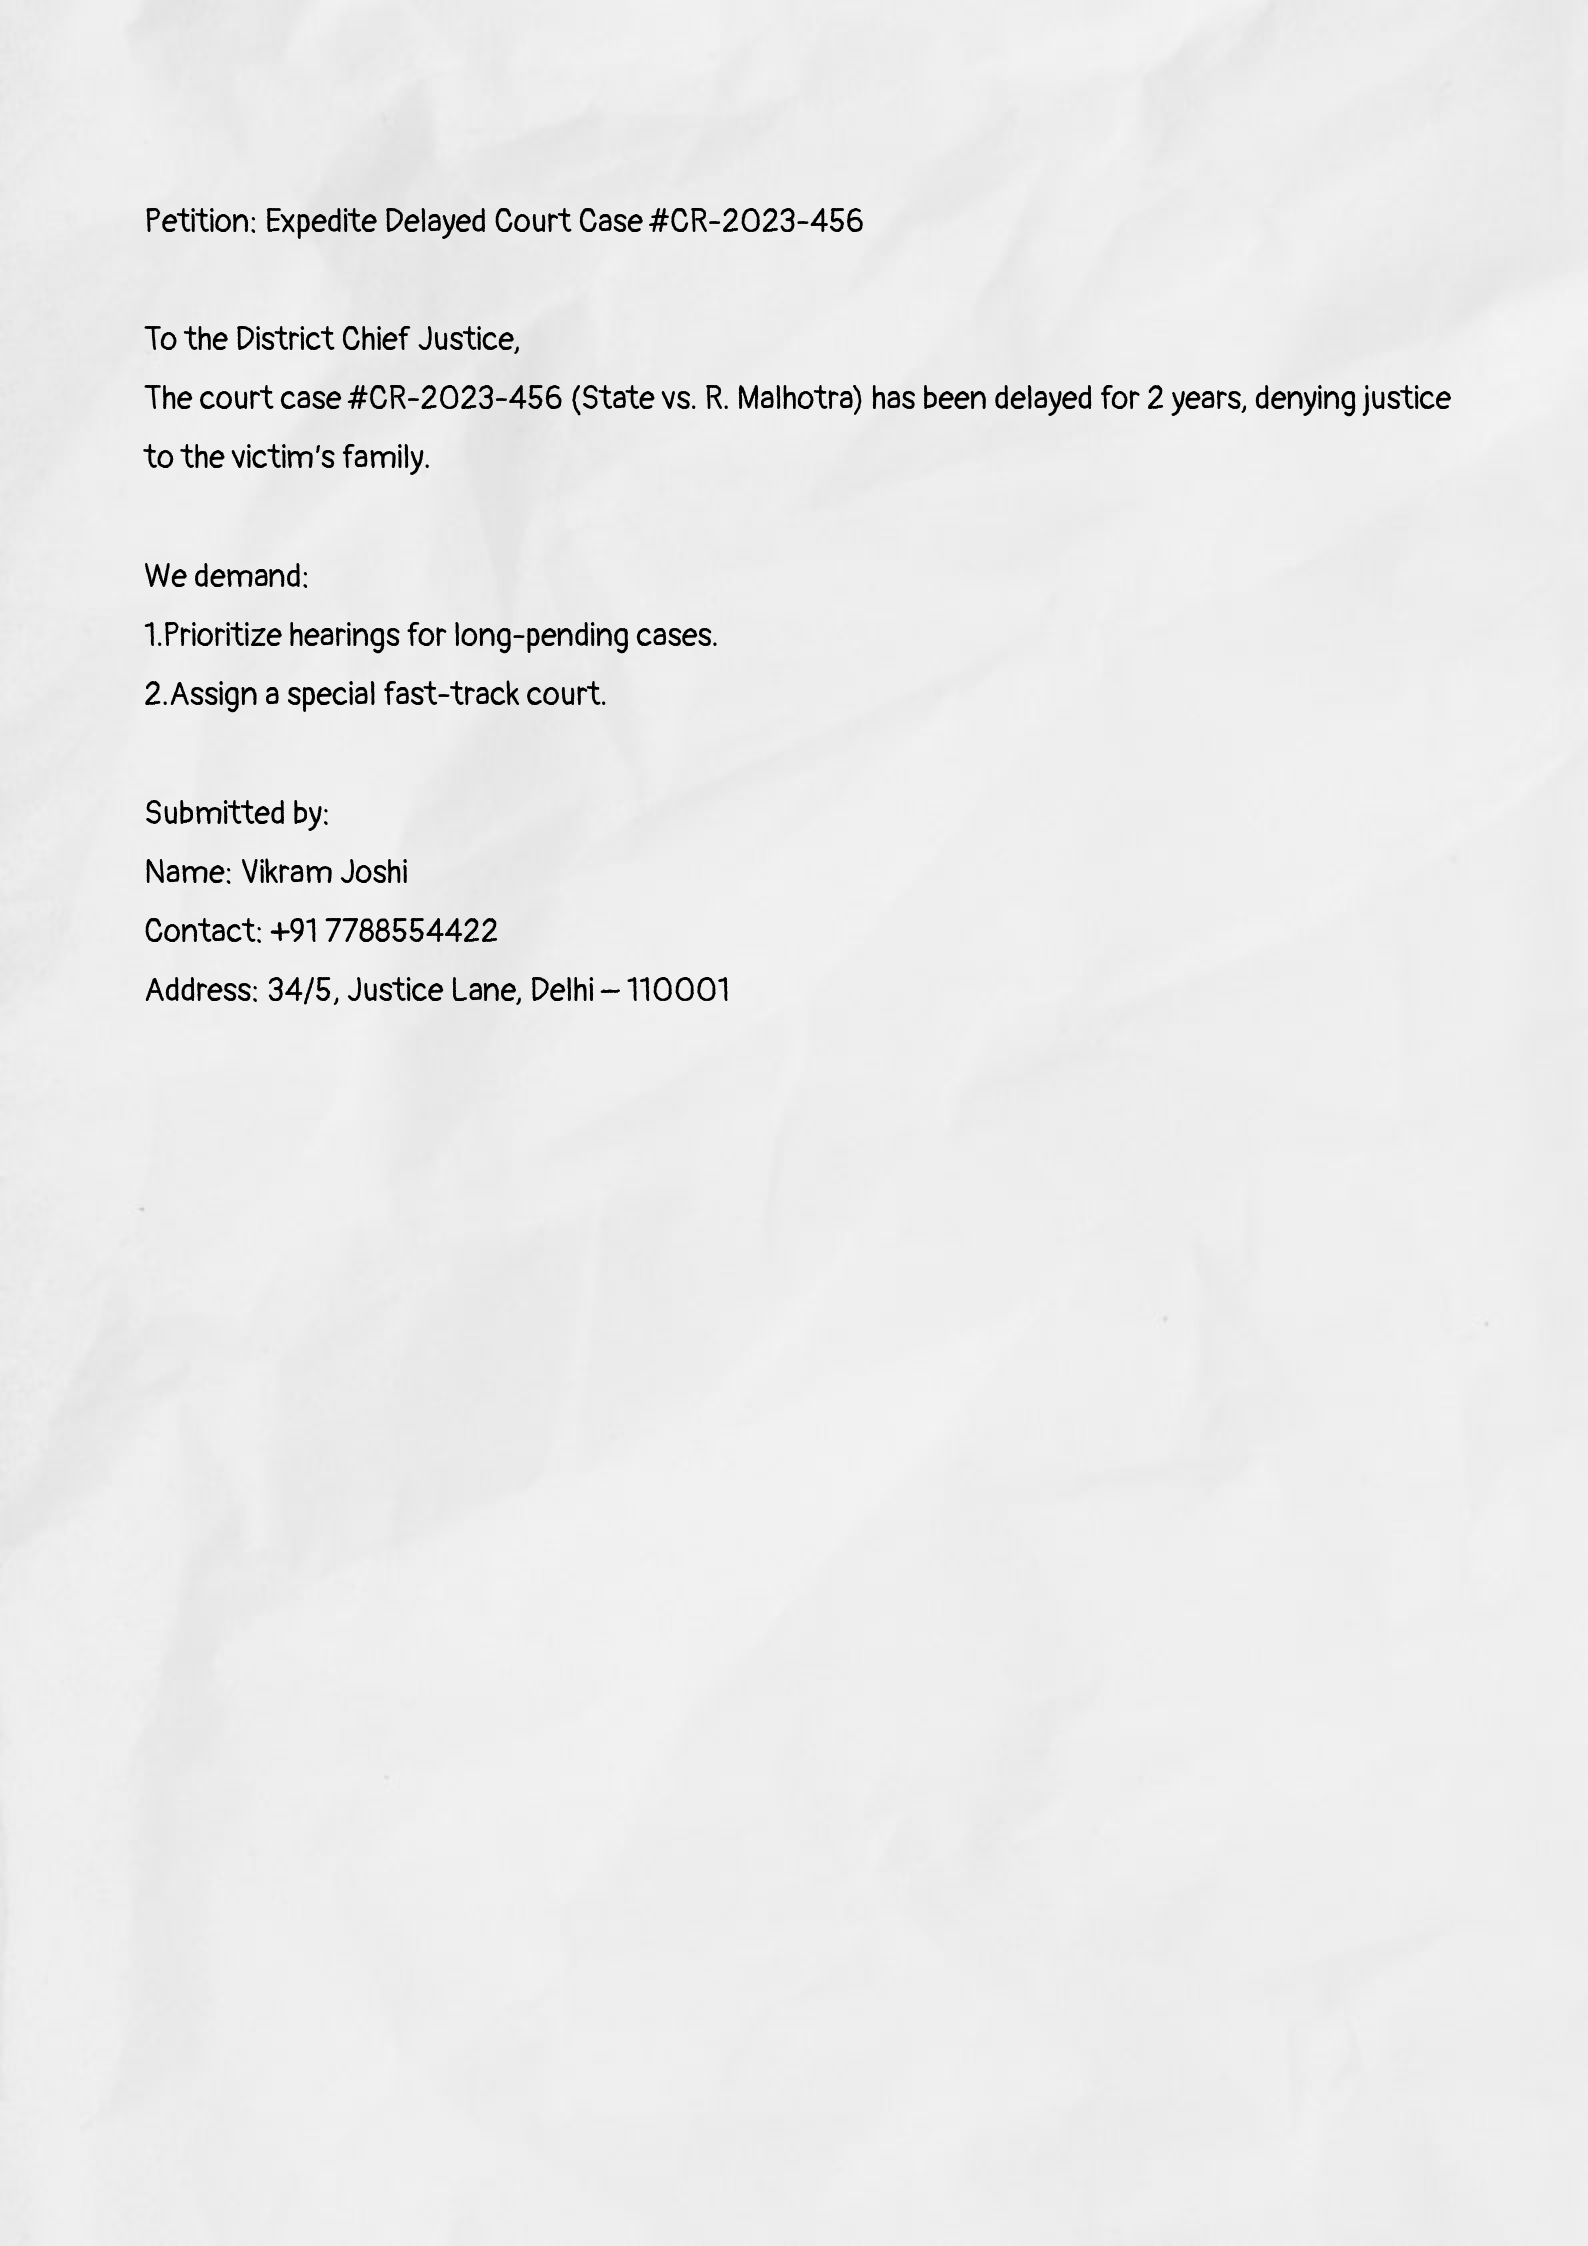 Petition: Expedite Delayed Court Case #CR-2023-456
To the District Chief Justice,
The court case #CR-2023-456 (State vs. R. Malhotra) has been delayed for 2 years, denying justice
to the victim's family.
We demand:
1.Prioritize hearings for long-pending cases.
2.Assign a special fast-track court.
Submitted by:
Name: Vikram Joshi
Contact: +91 7788554422
Address: 34/5, Justice Lane, Delhi – 110001